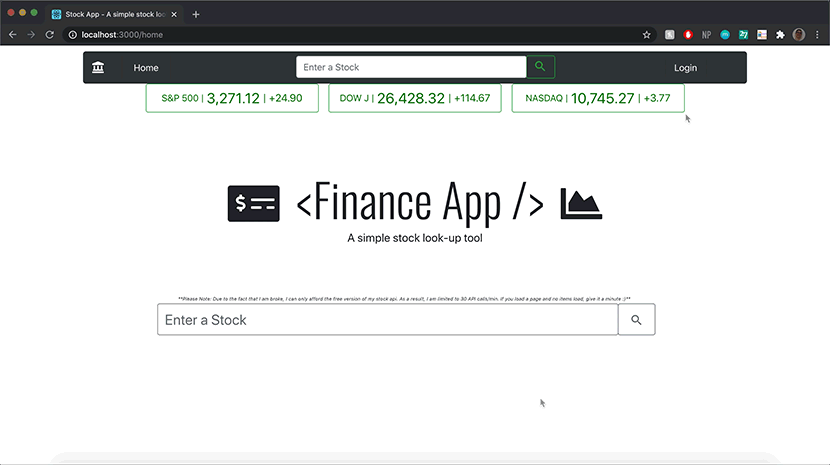 Stock App - A simple stock loo
localhost:3000/home
NP
Home
Enter a Stock
Login
S&P 500 | 3,271.12 | +24.90
DOW J | 26,428.32 | +114.67
NASDAQ | 10,745.27 | +3.77
<Finance App />
A simple stock look-up tool
**Please Note: Due to the fact that I am broke, I can only afford the free version of my stock api. As a result, I am limited to 30 API calls/min. if you load a page and no items load, give it a minute :)**
Enter a Stock